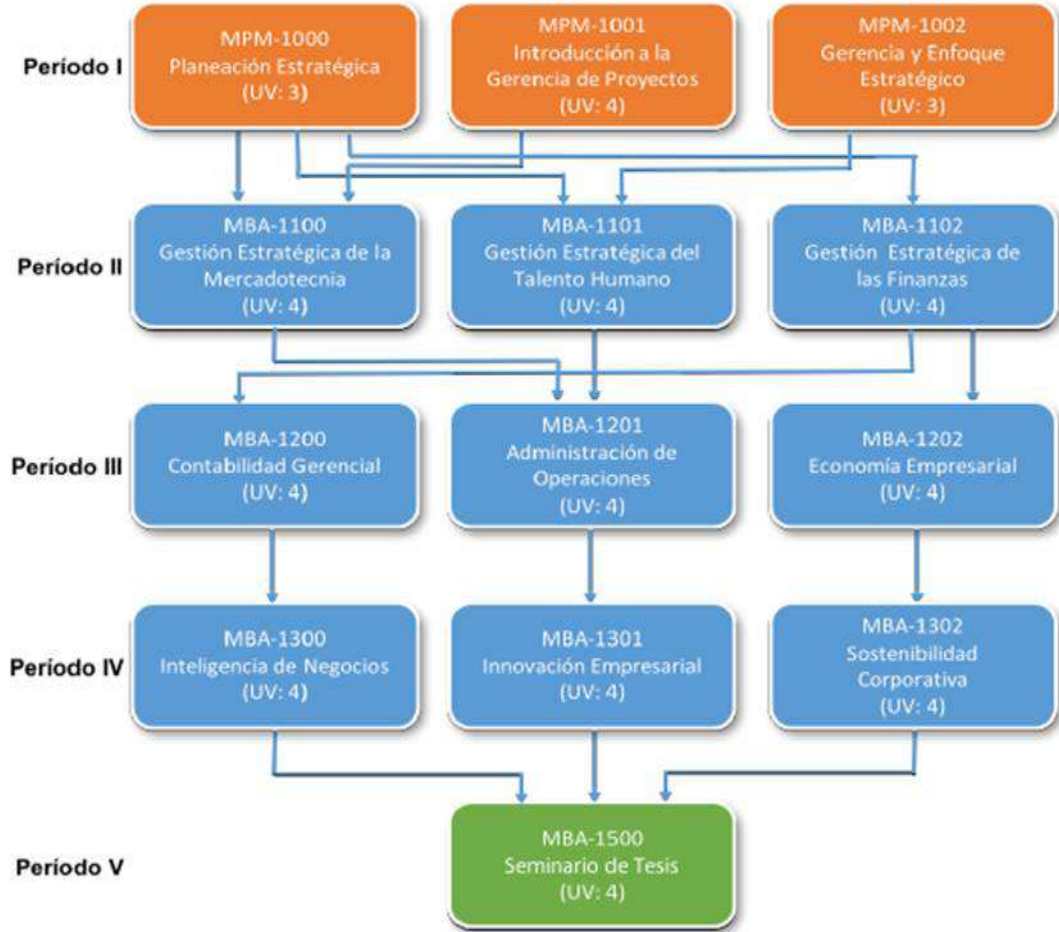 Período I
MPM-1000
Planeación Estratégica
(UV: 3)
MPM-1001
Introducción a la
Gerencia de Proyectos
(UV: 4)
MPM-1002
Gerencia y Enfoque
Estratégico
(UV: 3)
Período II
MBA-1100
Gestión Estratégica de la
Mercadotecnia
(UV: 4)
MBA-1101
Gestión Estratégica del
Talento Humano
(UV: 4)
MBA-1102
Gestión Estratégica de
las Finanzas
(UV: 4)
Período III
MBA-1200
Contabilidad Gerencial
(UV: 4)
MBA-1201
Administración de
Operaciones
(UV: 4)
MBA-1202
Economía Empresarial
(UV: 4)
Período IV
MBA-1300
Inteligencia de Negocios
(UV: 4)
MBA-1301
Innovación Empresarial
(UV: 4)
MBA-1302
Sostenibilidad
Corporativa
(UV: 4)
Período V
MBA-1500
Seminario de Tesis
(UV: 4)